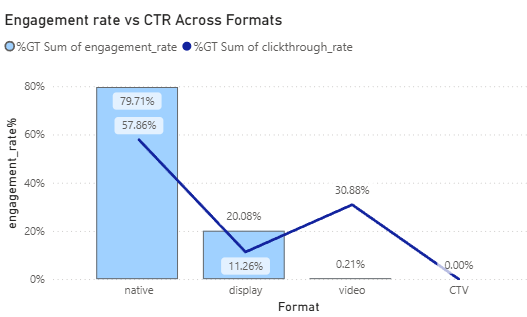 Engagement rate vs CTR Across Formats
%GT Sum of engagement_rate %GT Sum of clickthrough_rate
80%
60%
40%
20%
0%
engagement_rate%
79.71%
57.86%
20.08%
11.26%
30.88%
0.21%
0.00%
native display video CTV
Format